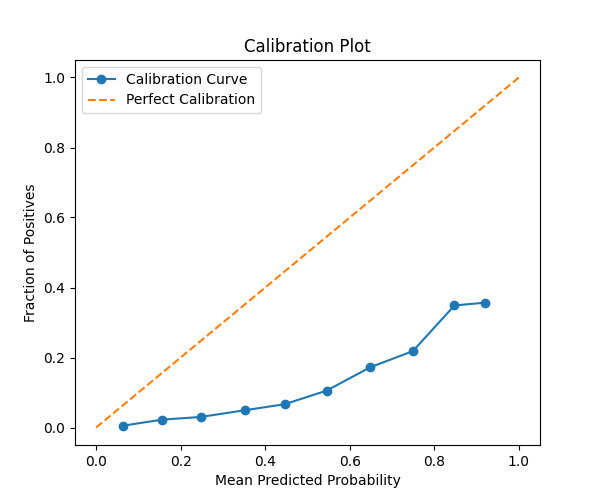 Calibration Plot
Calibration Curve
Perfect Calibration
1.0
0.8
0.6
0.4
0.2
0.0
Fraction of Positives
0.0 0.2 0.4 0.6 0.8 1.0
Mean Predicted Probability